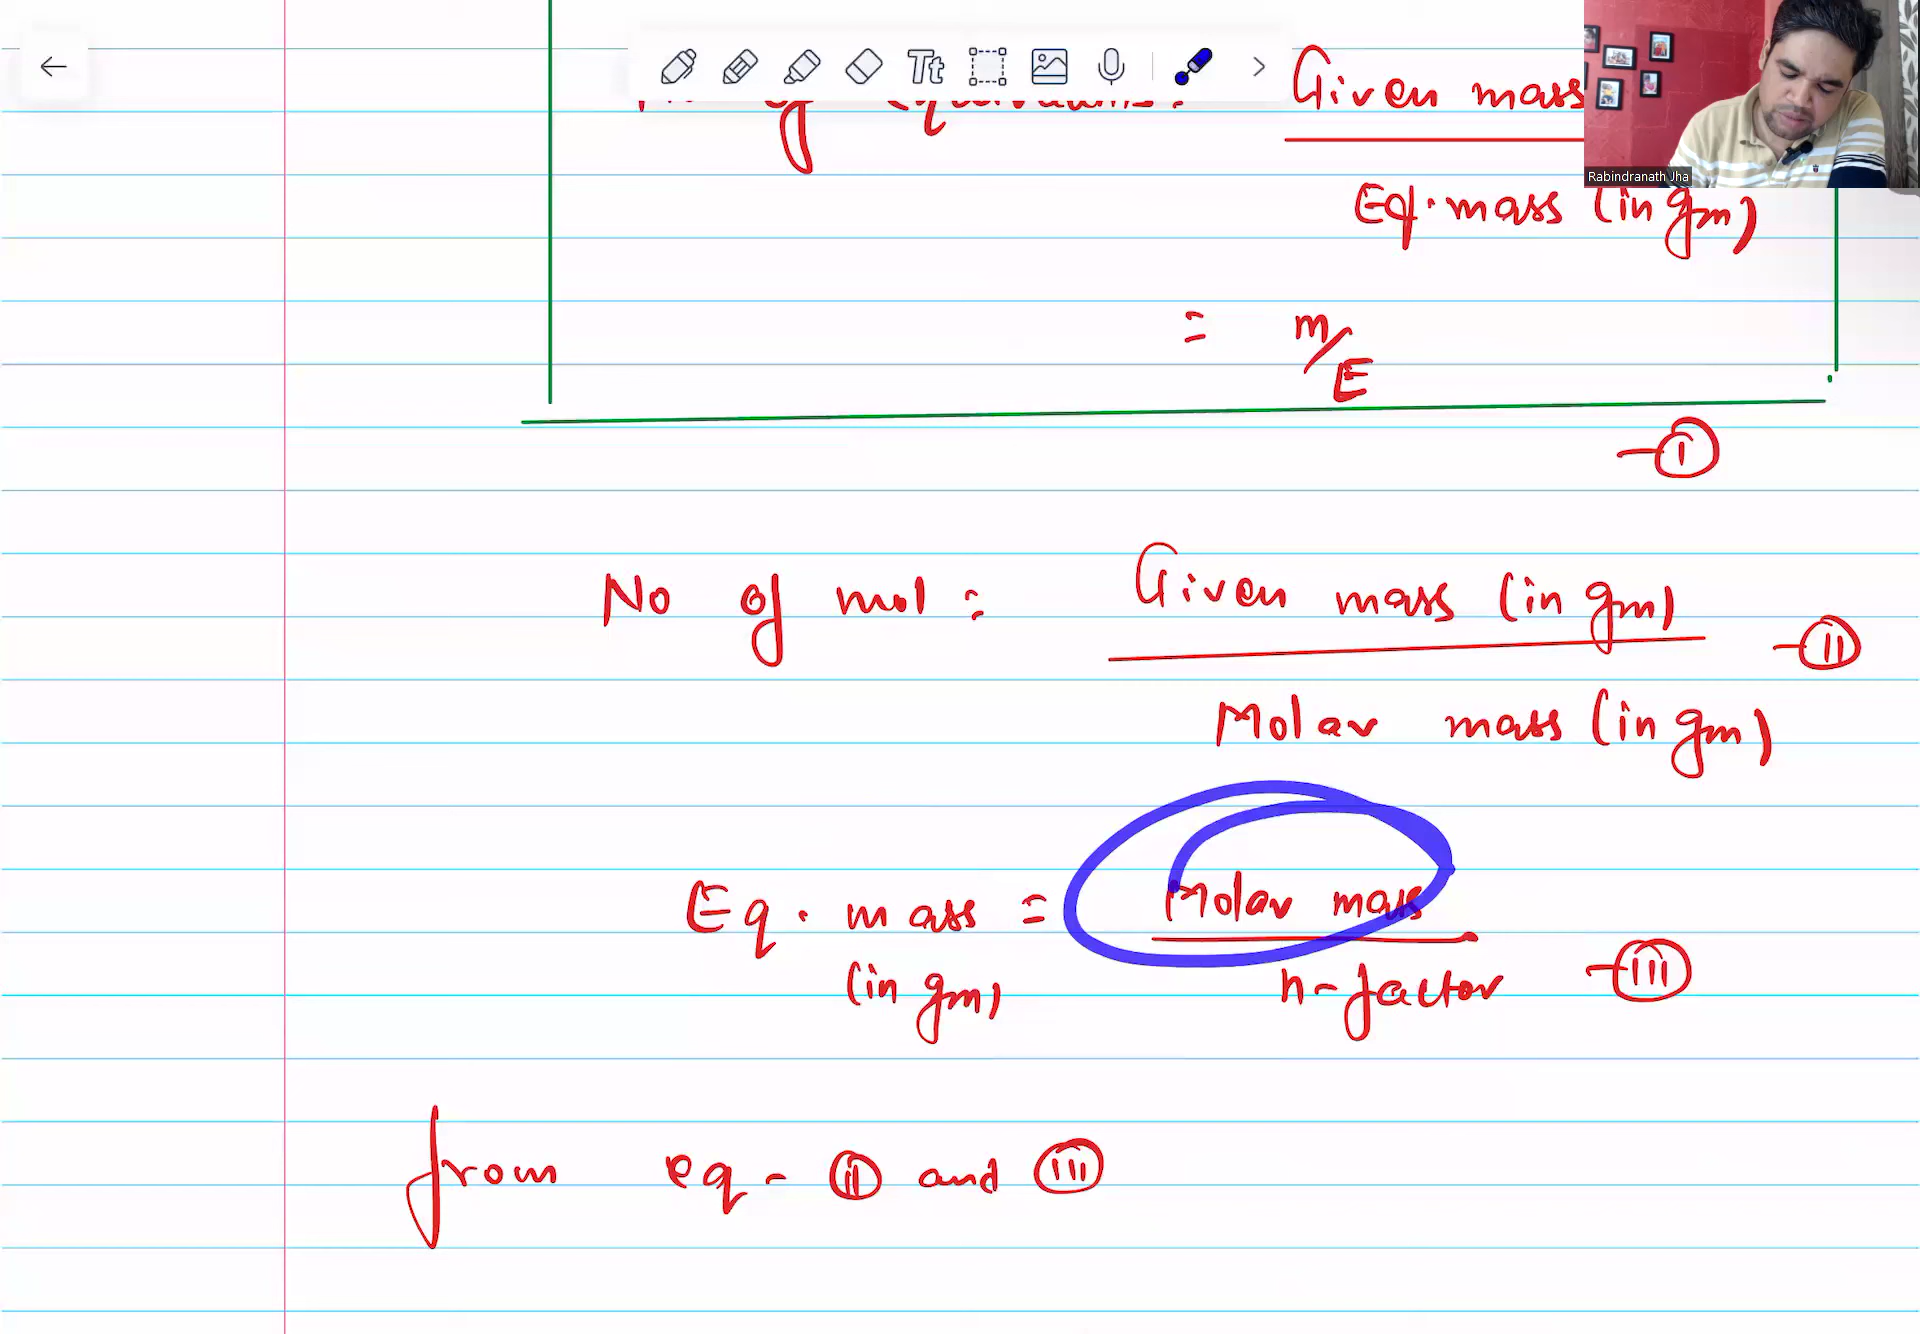 Tt
Given mass
Rabindranath Jha
Eq. mass (in gm)
= m/E
- (i)
No of mol = Given mass (in gm)
- (ii)
Molar mass (in gm)
Eq. mass = Molar mass
(in gm) n-factor - (iii)
from eq - (ii) and (iii)